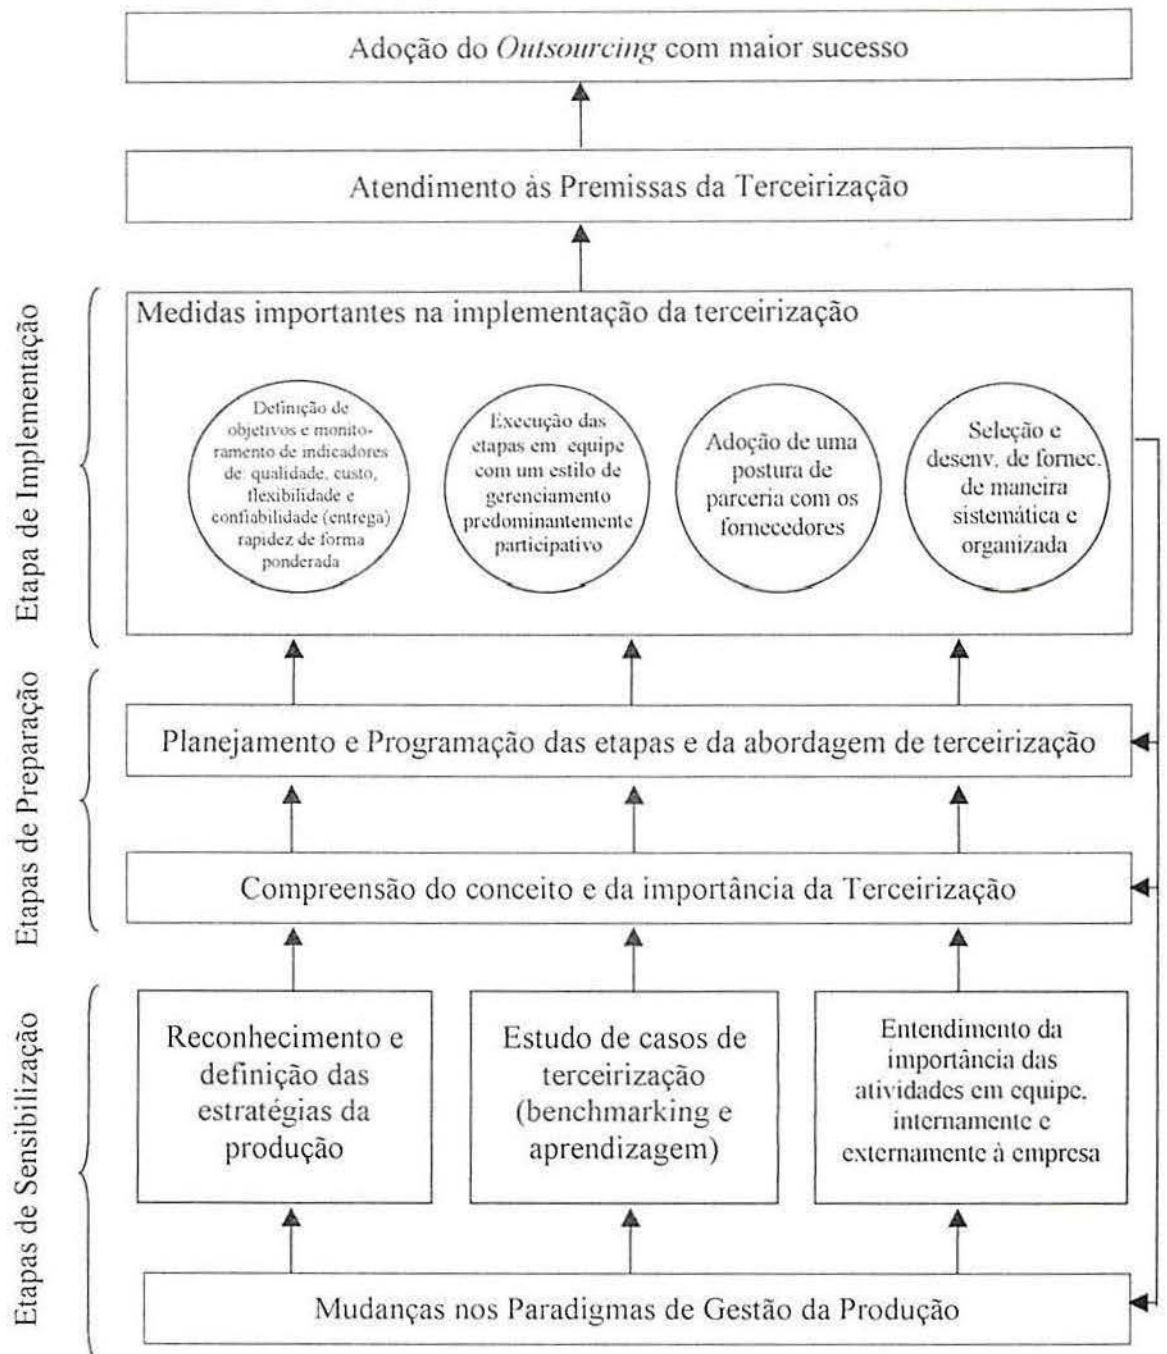 Adoção do Outsourcing com maior sucesso
Atendimento às Premissas da Terceirização
Etapa de Implementação
Medidas importantes na implementação da terceirização
Definição de
objetivos e monito-
ramento de indicadores
de qualidade, custo,
flexibilidade e
confiabilidade (entrega)
rapidez de forma
ponderada
Execução das
etapas em equipe
com um estilo de
gerenciamento
predominantemente
participativo
Adoção de uma
postura de
parceria com os
fornecedores
Seleção e
desenv. de fornec.
de maneira
sistemática e
organizada
Etapas de Preparação
Planejamento e Programação das etapas e da abordagem de terceirização
Compreensão do conceito e da importância da Terceirização
Etapas de Sensibilização
Reconhecimento e
definição das
estratégias da
produção
Estudo de casos de
terceirização
(benchmarking e
aprendizagem)
Entendimento da
importância das
atividades em equipe.
internamente e
externamente à empresa
Mudanças nos Paradigmas de Gestão da Produção